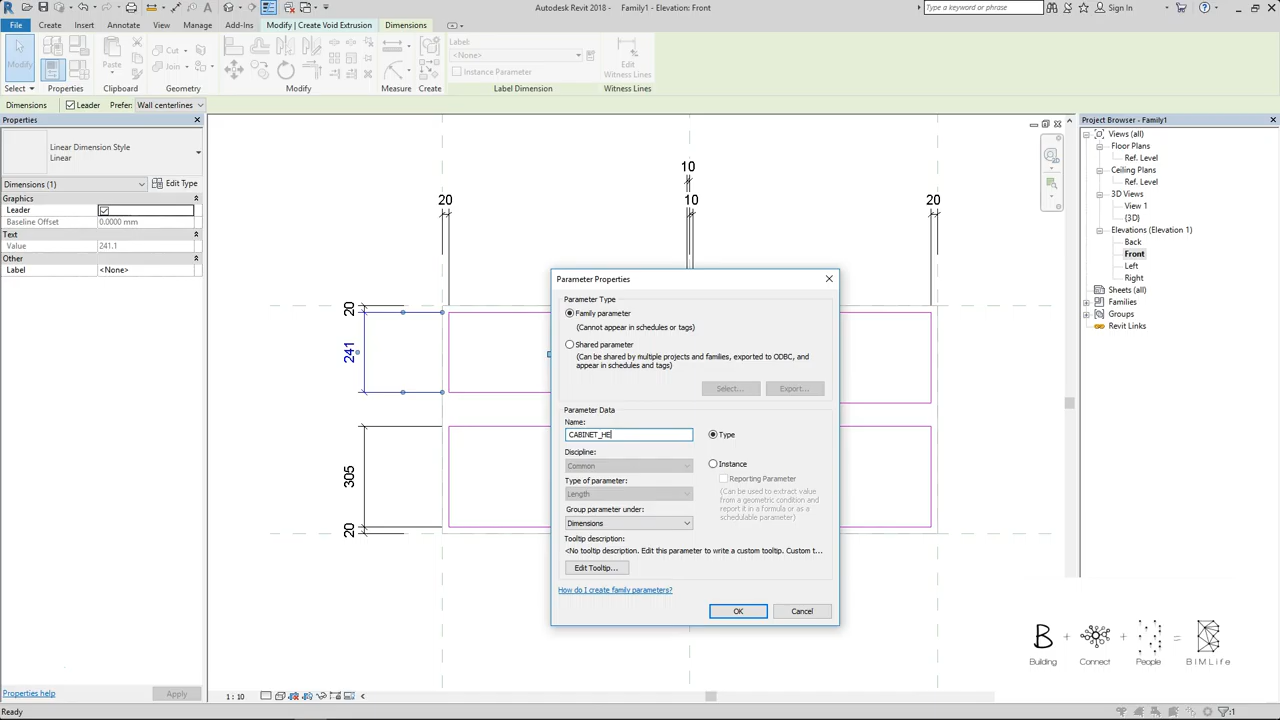 Autodesk Revit 2018 - Family1 - Elevation: Front
Type a keyword or phrase
Sign In
File Create Insert Annotate View Manage Add-Ins Modify | Create Void Extrusion Dimensions
Modify
Paste
Cut
Join
Label:
<None>
Instance Parameter
Edit
Witness Lines
Select Properties Clipboard Geometry Modify Measure Create Label Dimension Witness Lines
Dimensions Leader Prefer: Wall centerlines
Properties
Linear Dimension Style
Linear
Dimensions (1) Edit Type
Graphics
Leader
Baseline Offset 0.0000 mm
Text
Value 241.1
Other
Label <None>
Properties help Apply
10
20 10 20
20
241
305
20
Parameter Properties
Parameter Type
Family parameter
(Cannot appear in schedules or tags)
Shared parameter
(Can be shared by multiple projects and families, exported to ODBC, and
appear in schedules and tags)
Select... Export...
Parameter Data
Name:
CABINET_HE
Type
Discipline:
Common
Instance
Reporting Parameter
(Can be used to extract value
from a geometric condition and
report it in a formula or as a
schedulable parameter)
Type of parameter:
Length
Group parameter under:
Dimensions
Tooltip description:
<No tooltip description. Edit this parameter to write a custom tooltip. Custom t...
Edit Tooltip...
How do I create family parameters?
OK Cancel
Project Browser - Family1
Views (all)
Floor Plans
Ref. Level
Ceiling Plans
Ref. Level
3D Views
View 1
{3D}
Elevations (Elevation 1)
Back
Front
Left
Right
Sheets (all)
Families
Groups
Revit Links
B + + =
Building Connect People BIMLife
1 : 10
Ready
:1